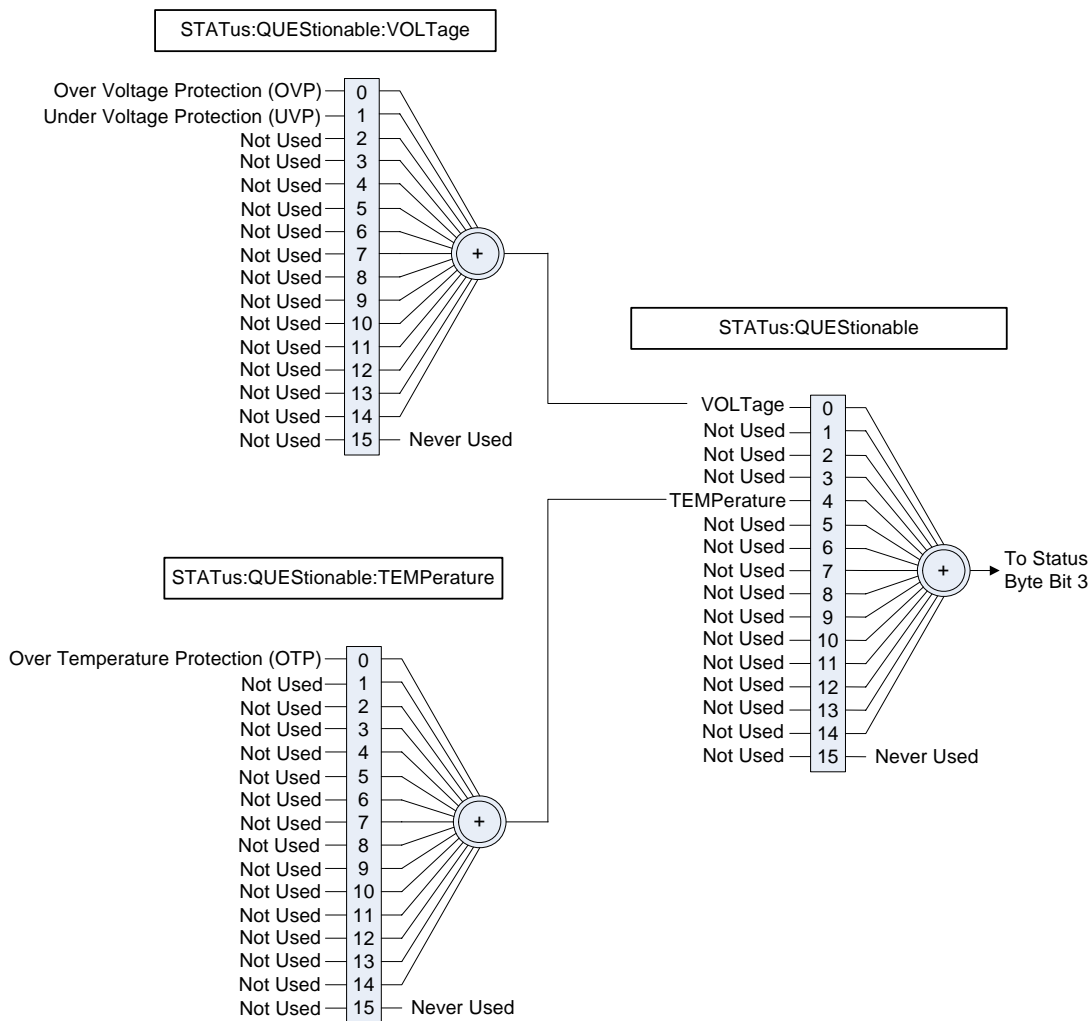 STATus:QUEStionable:VOLTage
Over Voltage Protection (OVP) 0
Under Voltage Protection (UVP) 1
Not Used 2
Not Used 3
Not Used 4
Not Used 5
Not Used 6
Not Used 7
Not Used 8
Not Used 9
Not Used 10
Not Used 11
Not Used 12
Not Used 13
Not Used 14
Not Used 15 Never Used
+
STATus:QUEStionable
VOLTage 0
Not Used 1
Not Used 2
Not Used 3
TEMPerature 4
Not Used 5
Not Used 6
Not Used 7
Not Used 8
Not Used 9
Not Used 10
Not Used 11
Not Used 12
Not Used 13
Not Used 14
Not Used 15 Never Used
+
To Status
Byte Bit 3
STATus:QUEStionable:TEMPerature
Over Temperature Protection (OTP) 0
Not Used 1
Not Used 2
Not Used 3
Not Used 4
Not Used 5
Not Used 6
Not Used 7
Not Used 8
Not Used 9
Not Used 10
Not Used 11
Not Used 12
Not Used 13
Not Used 14
Not Used 15 Never Used
+